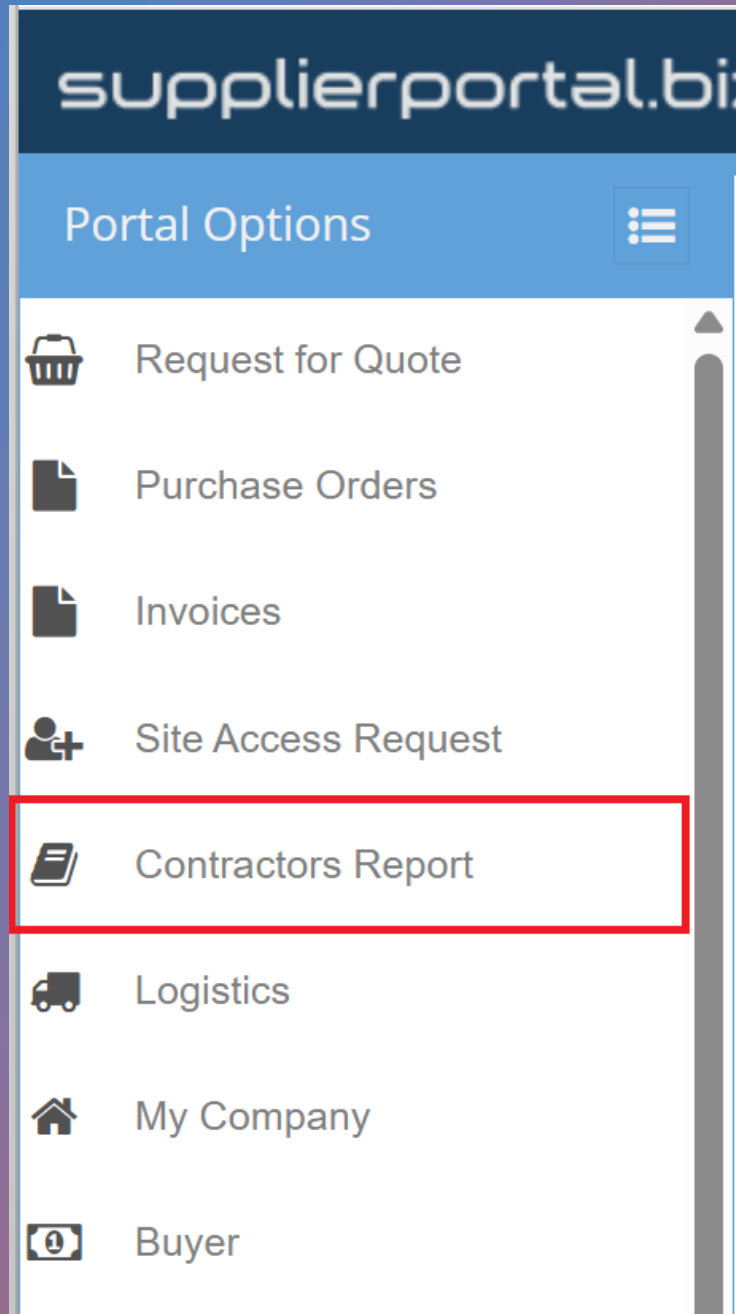 supplierportal.bi
Portal Options
Request for Quote
Purchase Orders
Invoices
Site Access Request
Contractors Report
Logistics
My Company
Buyer